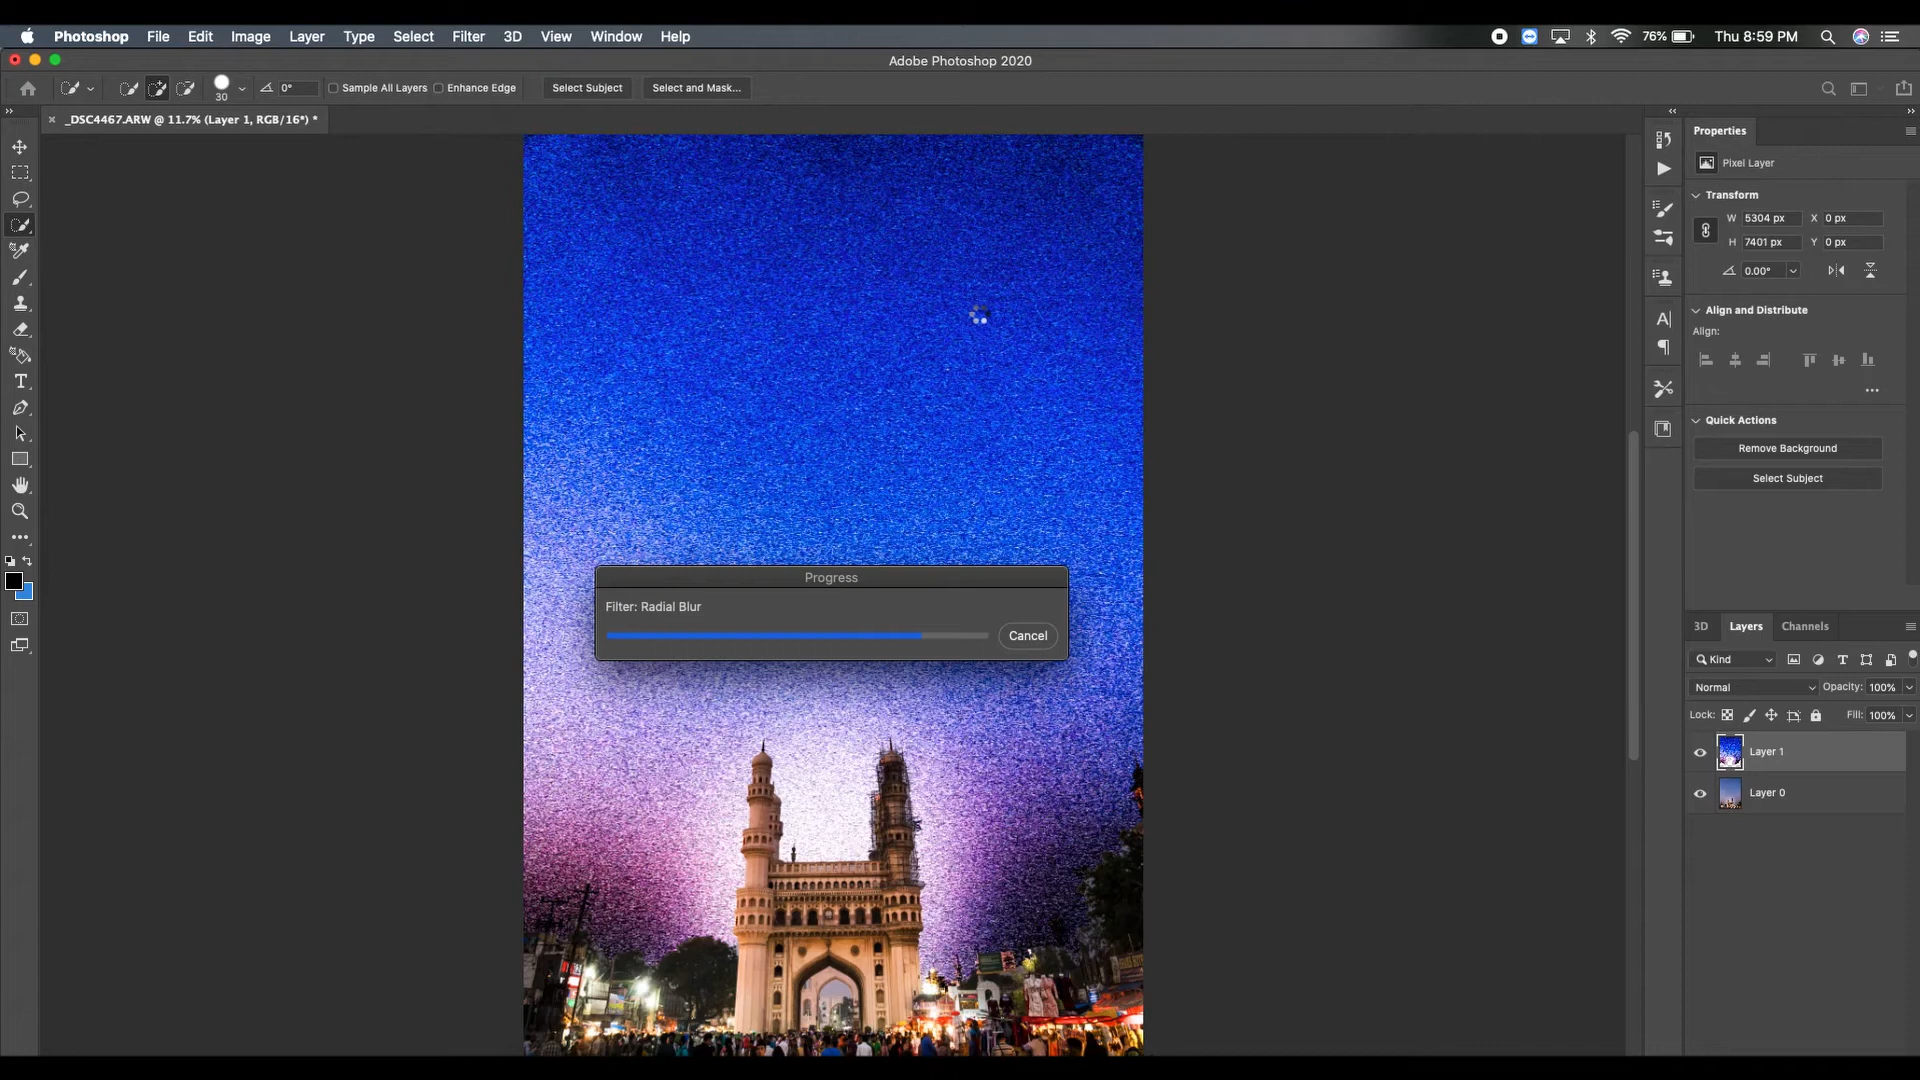 Photoshop File Edit Image Layer Type Select Filter 3D View Window Help 76% Thu 8:59 PM
Adobe Photoshop 2020
30 0° Sample All Layers Enhance Edge Select Subject Select and Mask...
_DSC4467.ARW @ 11.7% (Layer 1, RGB/16*) *
Properties
Pixel Layer
Transform
W 5304 px X 0 px
H 7401 px Y 0 px
0.00°
Align and Distribute
Align:
Quick Actions
Remove Background
Select Subject
Progress
Filter: Radial Blur
Cancel
3D Layers Channels
Kind
Normal Opacity: 100%
Lock: Fill: 100%
Layer 1
Layer 0